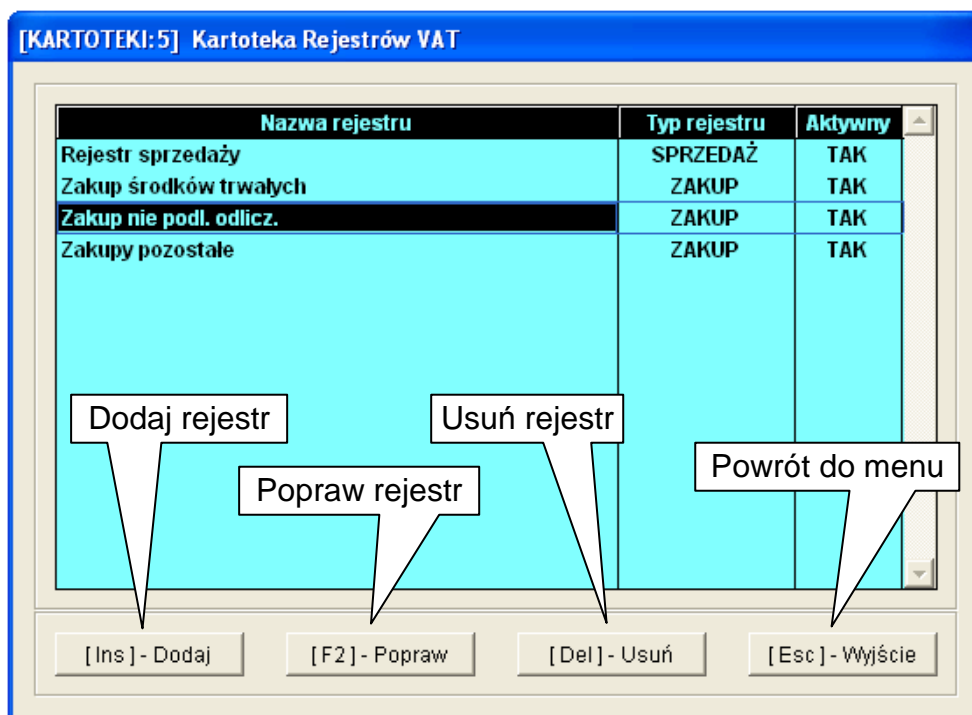 [KARTOTEKI:5] Kartoteka Rejestrów VAT
Nazwa rejestru Typ rejestru Aktywny
Rejestr sprzedaży SPRZEDAŻ TAK
Zakup środków trwałych ZAKUP TAK
Zakup nie podl. odlicz. ZAKUP TAK
Zakupy pozostałe ZAKUP TAK
Dodaj rejestr
Usuń rejestr
Powrót do menu
Popraw rejestr
[Ins]-Dodaj [F2]-Popraw [Del]-Usuń [Esc]-Wyjście